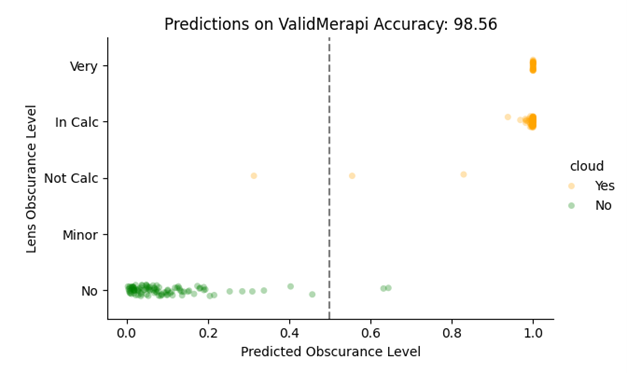 Predictions on ValidMerapi Accuracy: 98.56
Very
In Calc
Not Calc
Minor
No
Lens Obscurance Level
0.0 0.2 0.4 0.6 0.8 1.0
Predicted Obscurance Level
cloud
Yes
No